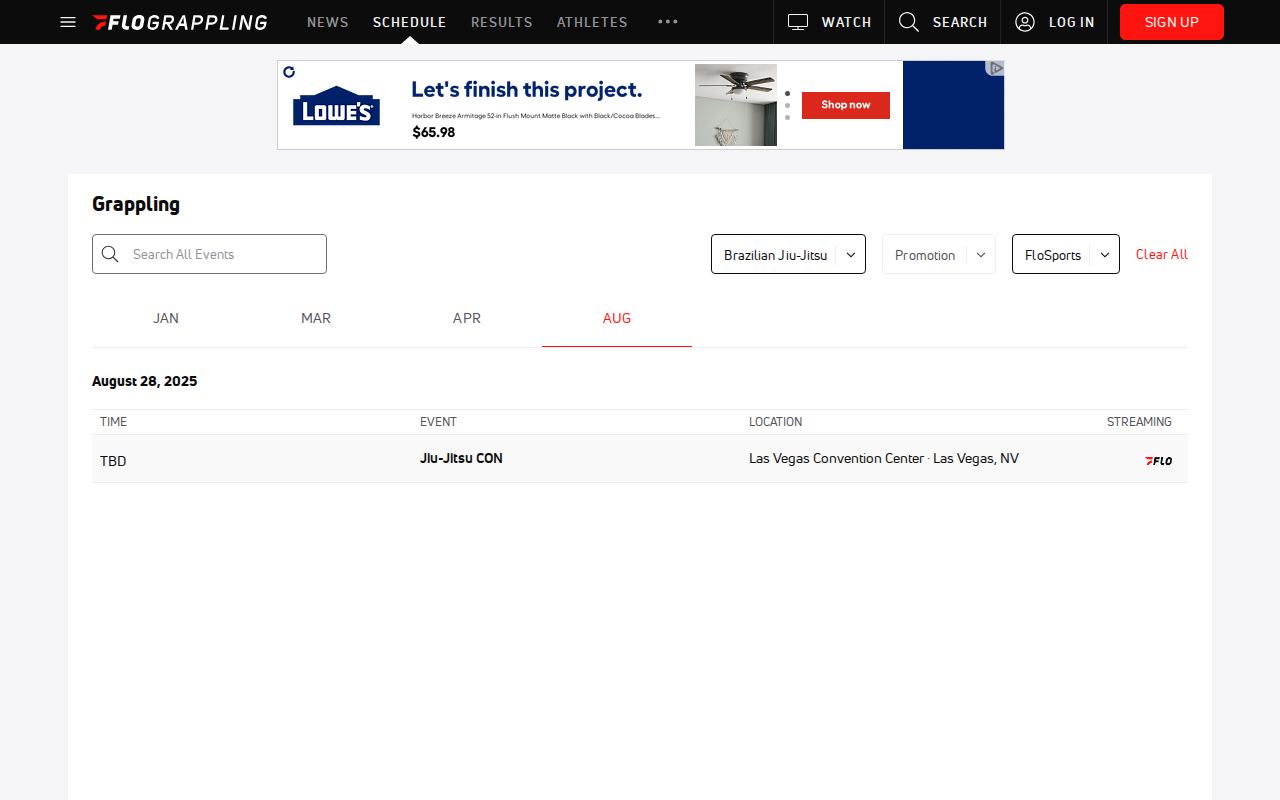 FLOGRAPPLING NEWS SCHEDULE RESULTS ATHLETES ••• WATCH SEARCH LOG IN SIGN UP
LOWE'S
Let's finish this project.
Harbor Breeze Armitage 52-in Flush Mount Matte Black with Black/Cocoa Blades...
$65.98
Shop now
Grappling
Search All Events Brazilian Jiu-Jitsu Promotion FloSports Clear All
JAN MAR APR AUG
August 28, 2025
TIME EVENT LOCATION STREAMING
TBD Jiu-Jitsu CON Las Vegas Convention Center · Las Vegas, NV FLO